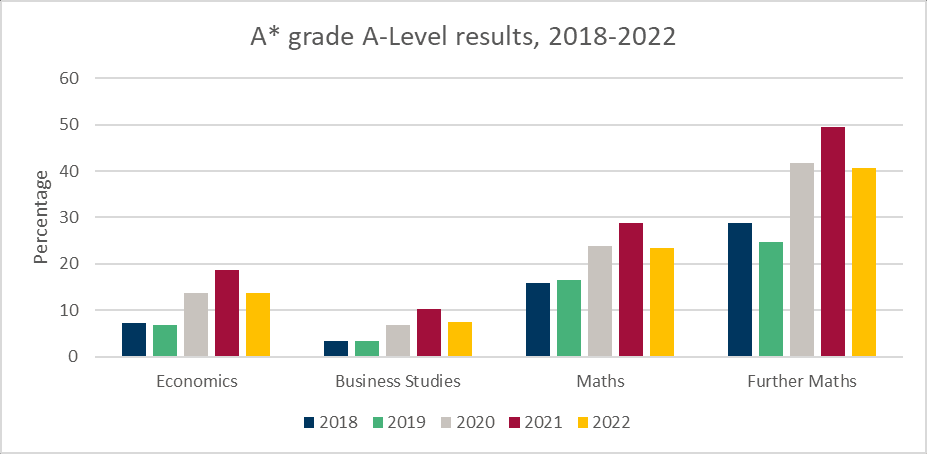 A* grade A-Level results, 2018-2022
60
50
40
30
20
10
0
Percentage
Economics Business Studies Maths Further Maths
2018 2019 2020 2021 2022